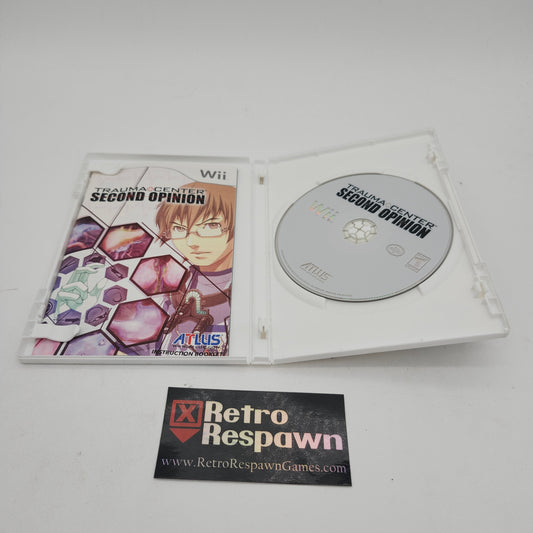 Wii
TRAUMA CENTER
SECOND OPINION
ATLUS
INSTRUCTION BOOKLET
TRAUMA CENTER
SECOND OPINION
Wii
ATLUS
Retro
Respawn
www.RetroRespawnGames.com